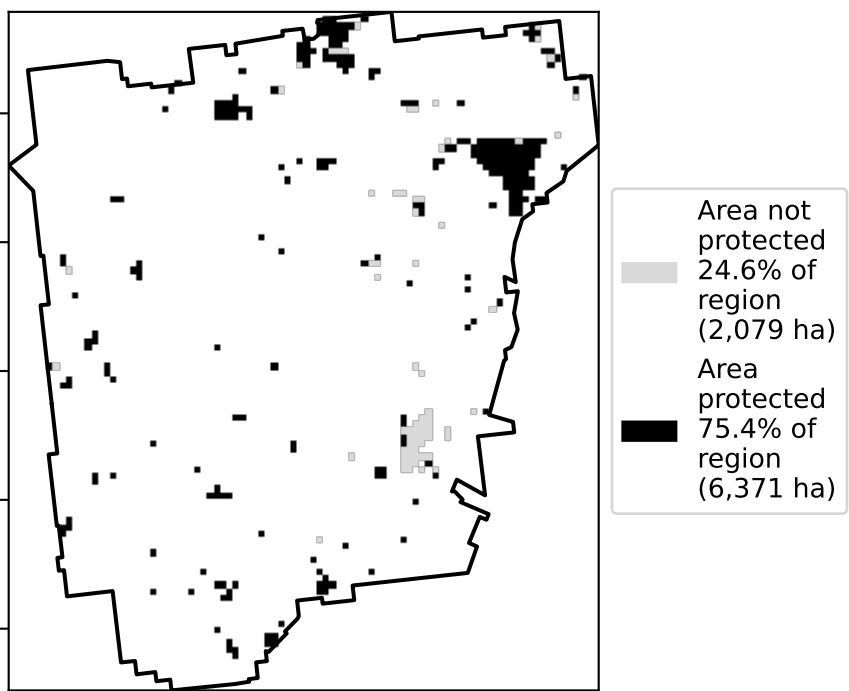 Area not
protected
24.6% of
region
(2,079 ha)
Area
protected
75.4% of
region
(6,371 ha)